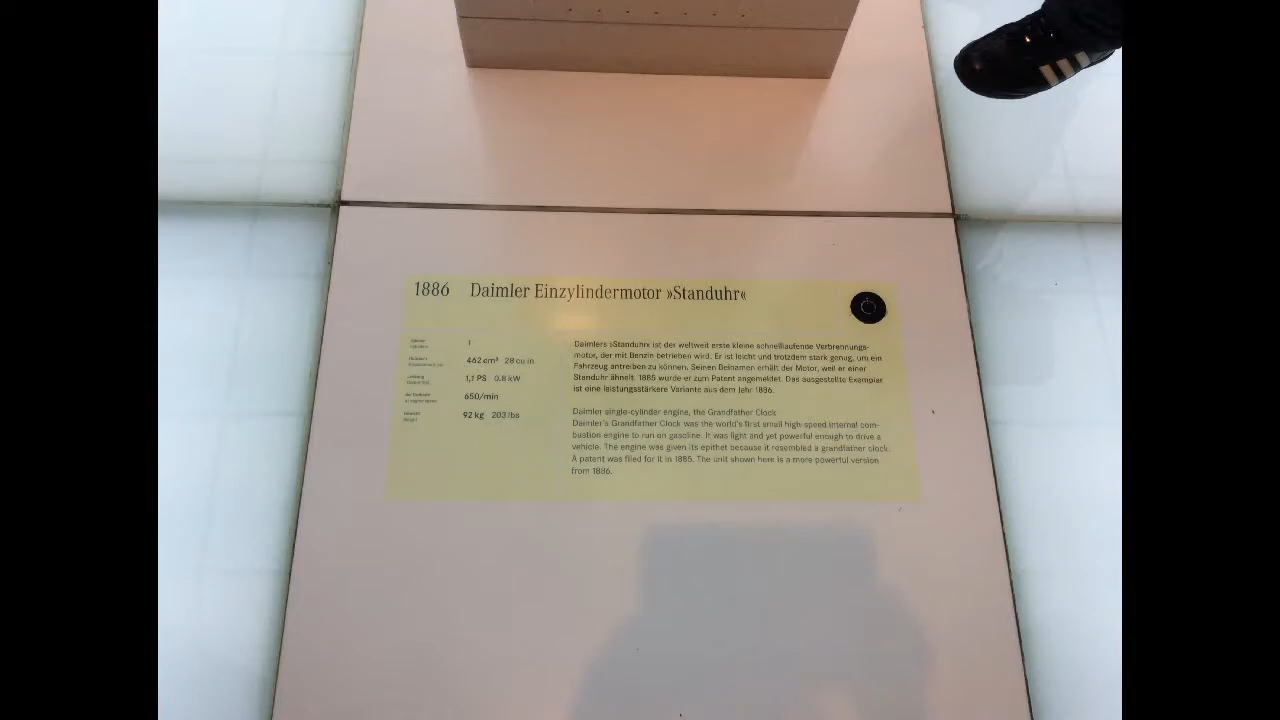 1886 Daimler Einzylindermotor »Standuhr«
1
462 cm³ 28 cu in
1,1 PS 0.8 kW
650/min
92 kg 203 lbs
Daimlers »Standuhr« ist der weltweit erste kleine schnelllaufende Verbrennungs-
motor, der mit Benzin betrieben wird. Er ist leicht und trotzdem stark genug, um ein
Fahrzeug antreiben zu können. Seinen Beinamen erhält der Motor, weil er einer
Standuhr ähnelt. 1885 wurde er zum Patent angemeldet. Das ausgestellte Exemplar
ist eine leistungsstärkere Variante aus dem Jahr 1886.
Daimler single-cylinder engine, the Grandfather Clock
Daimler's Grandfather Clock was the world's first small high-speed internal com-
bustion engine to run on gasoline. It was light and yet powerful enough to drive a
vehicle. The engine was given its epithet because it resembled a grandfather clock.
A patent was filed for it in 1885. The unit shown here is a more powerful version
from 1886.